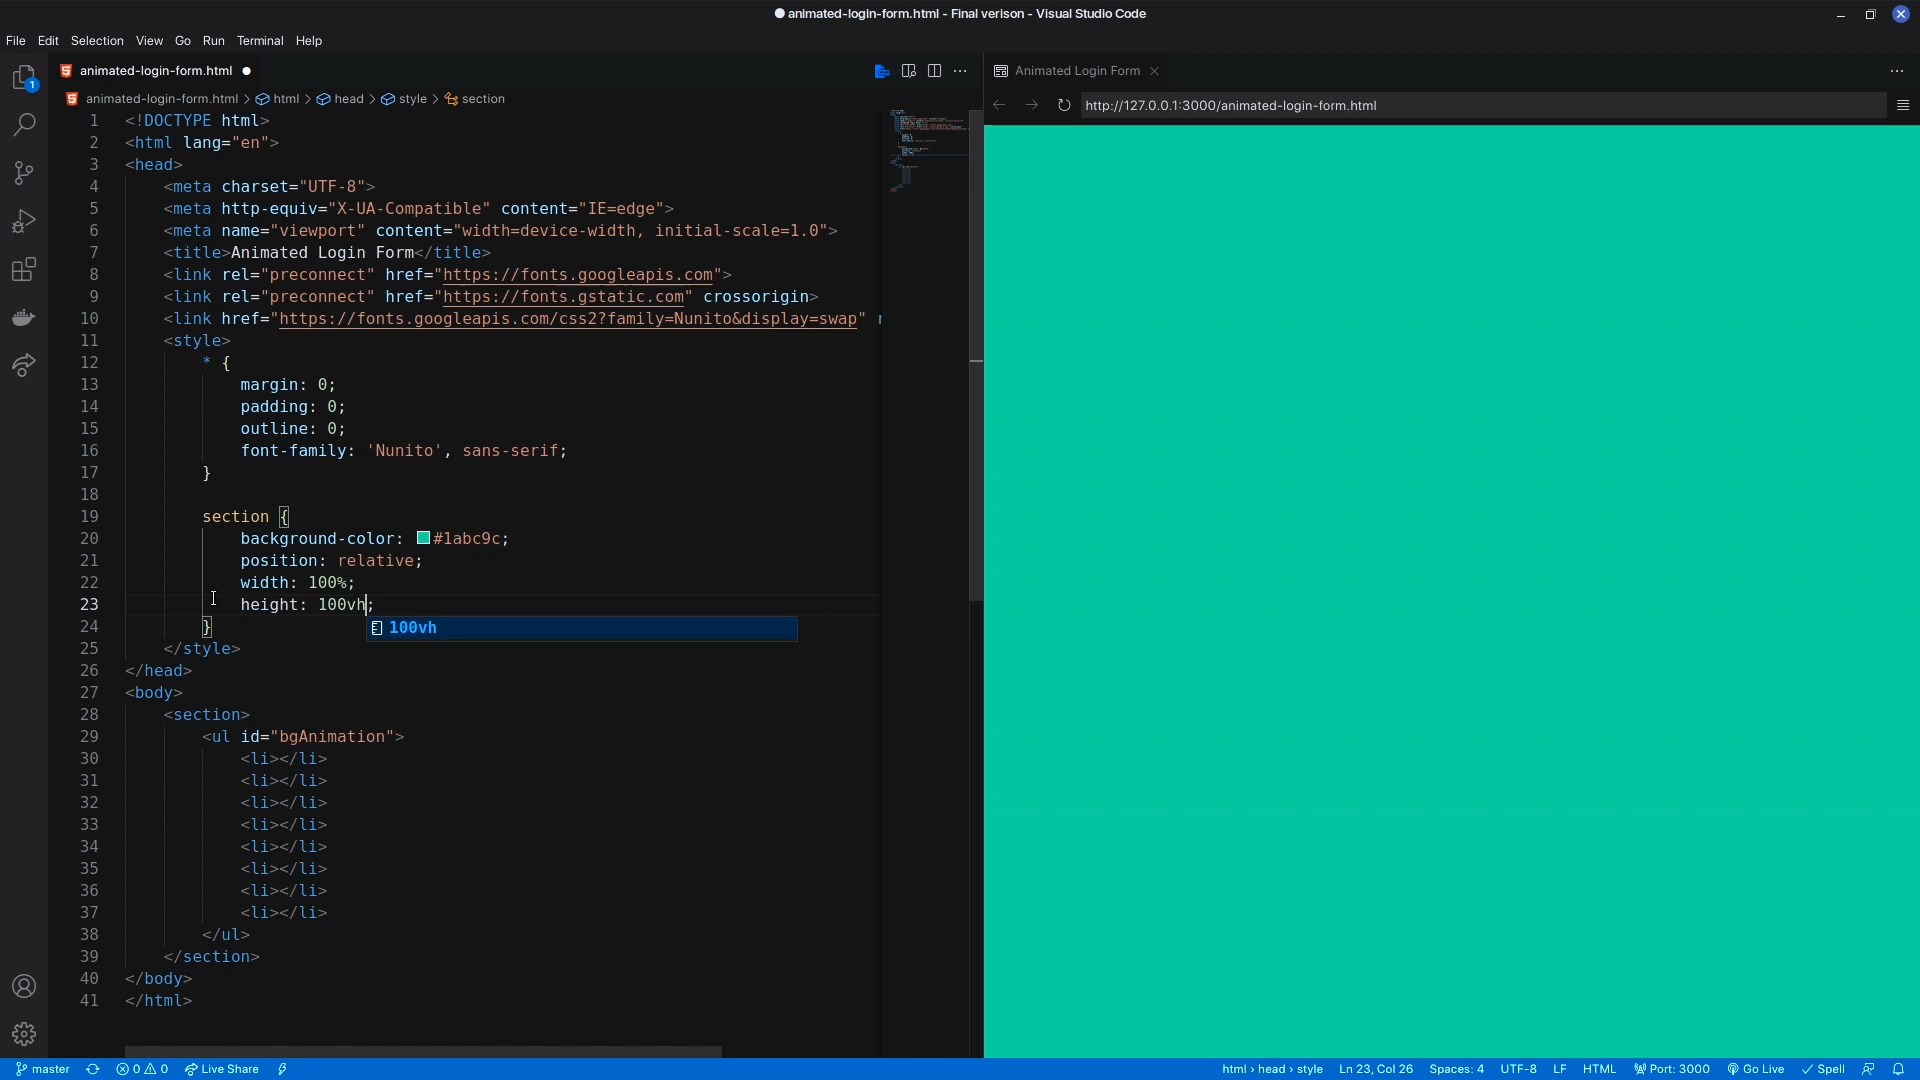 animated-login-form.html - Final verison - Visual Studio Code
File Edit Selection View Go Run Terminal Help
animated-login-form.html
Animated Login Form
1
animated-login-form.html > html > head > style > section
http://127.0.0.1:3000/animated-login-form.html
1 <!DOCTYPE html>
2 <html lang="en">
3 <head>
4 <meta charset="UTF-8">
5 <meta http-equiv="X-UA-Compatible" content="IE=edge">
6 <meta name="viewport" content="width=device-width, initial-scale=1.0">
7 <title>Animated Login Form</title>
8 <link rel="preconnect" href="https://fonts.googleapis.com">
9 <link rel="preconnect" href="https://fonts.gstatic.com" crossorigin>
10 <link href="https://fonts.googleapis.com/css2?family=Nunito&display=swap"
11 <style>
12 * {
13 margin: 0;
14 padding: 0;
15 outline: 0;
16 font-family: 'Nunito', sans-serif;
17 }
18
19 section {
20 background-color: #1abc9c;
21 position: relative;
22 width: 100%;
23 height: 100vh;
24 }
100vh
25 </style>
26 </head>
27 <body>
28 <section>
29 <ul id="bgAnimation">
30 <li></li>
31 <li></li>
32 <li></li>
33 <li></li>
34 <li></li>
35 <li></li>
36 <li></li>
37 <li></li>
38 </ul>
39 </section>
40 </body>
41 </html>
master 0 0 Live Share html > head > style Ln 23, Col 26 Spaces: 4 UTF-8 LF HTML Port: 3000 Go Live Spell